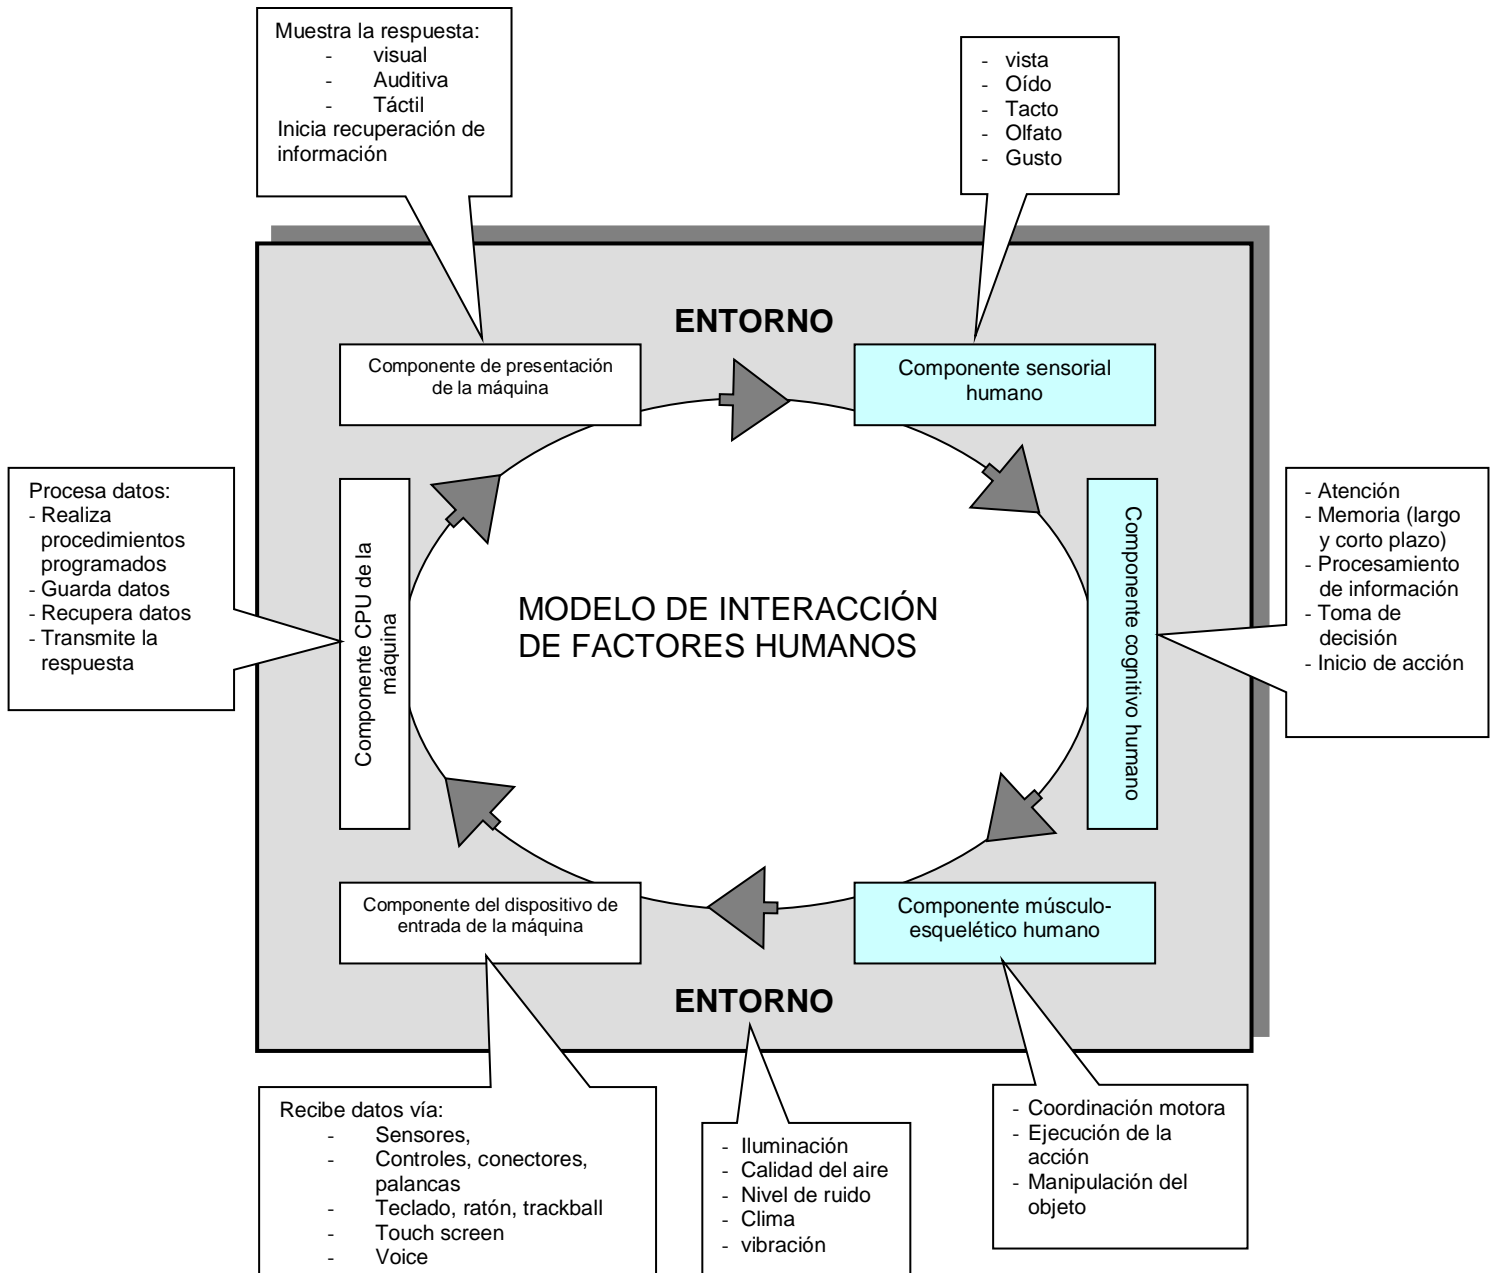 Muestra la respuesta:
- visual
- Auditiva
- Táctil
Inicia recuperación de
información
- vista
- Oído
- Tacto
- Olfato
- Gusto
ENTORNO
Componente de presentación
de la máquina
Componente sensorial
humano
Procesa datos:
- Realiza
procedimientos
programados
- Guarda datos
- Recupera datos
- Transmite la
respuesta
Componente CPU de la
máquina
MODELO DE INTERACCIÓN
DE FACTORES HUMANOS
Componente cognitivo humano
- Atención
- Memoria (largo
y corto plazo)
- Procesamiento
de información
- Toma de
decisión
- Inicio de acción
Componente del dispositivo de
entrada de la máquina
Componente músculo-
esquelético humano
ENTORNO
Recibe datos vía:
- Sensores,
- Controles, conectores,
palancas
- Teclado, ratón, trackball
- Touch screen
- Voice
- Iluminación
- Calidad del aire
- Nivel de ruido
- Clima
- vibración
- Coordinación motora
- Ejecución de la
acción
- Manipulación del
objeto